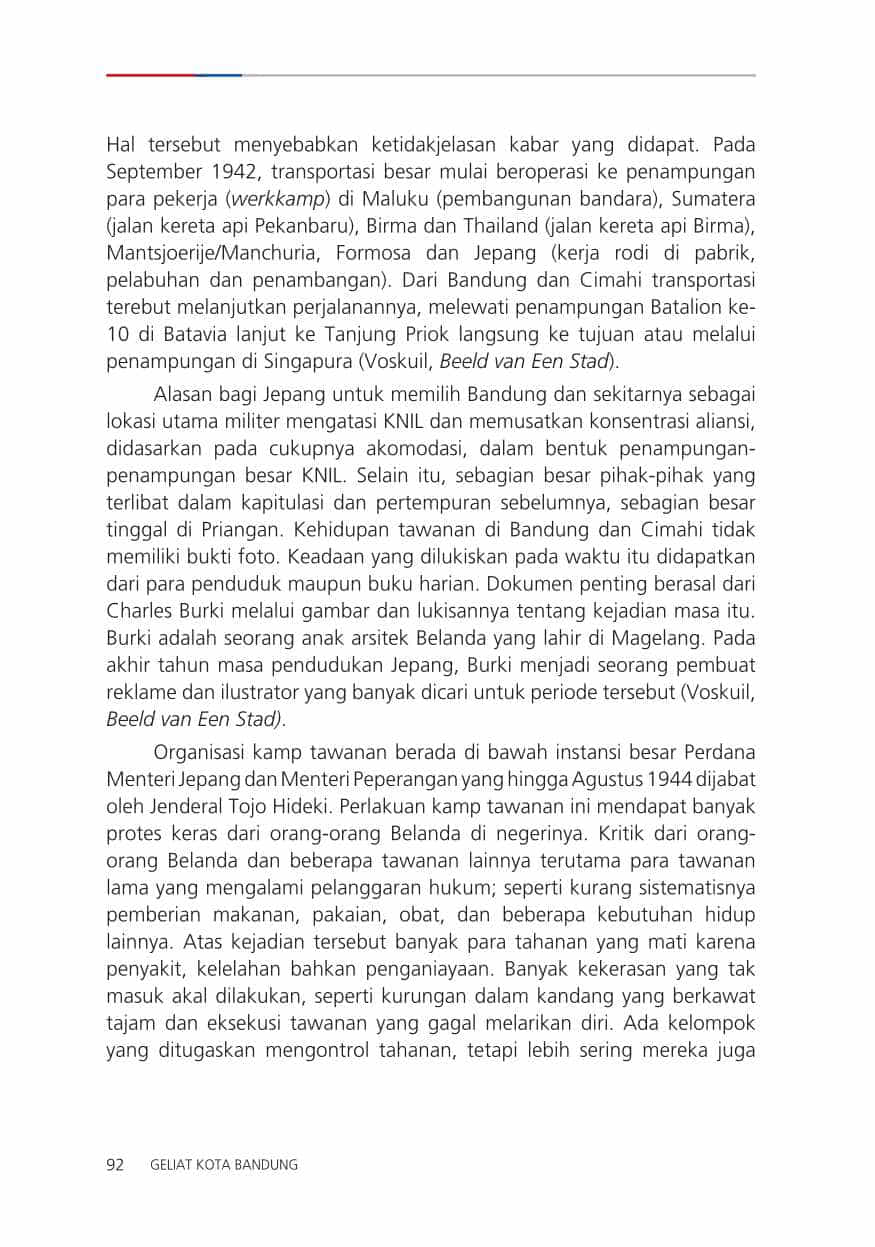 Hal tersebut menyebabkan ketidakjelasan kabar yang didapat. Pada
September 1942, transportasi besar mulai beroperasi ke penampungan
para pekerja (werkkamp) di Maluku (pembangunan bandara), Sumatera
(jalan kereta api Pekanbaru), Birma dan Thailand (jalan kereta api Birma),
Mantsjoerije/Manchuria, Formosa dan Jepang (kerja rodi di pabrik,
pelabuhan dan penambangan). Dari Bandung dan Cimahi transportasi
terebut melanjutkan perjalanannya, melewati penampungan Batalion ke-
10 di Batavia lanjut ke Tanjung Priok langsung ke tujuan atau melalui
penampungan di Singapura (Voskuil, Beeld van Een Stad).
Alasan bagi Jepang untuk memilih Bandung dan sekitarnya sebagai
lokasi utama militer mengatasi KNIL dan memusatkan konsentrasi aliansi,
didasarkan pada cukupnya akomodasi, dalam bentuk penampungan-
penampungan besar KNIL. Selain itu, sebagian besar pihak-pihak yang
terlibat dalam kapitulasi dan pertempuran sebelumnya, sebagian besar
tinggal di Priangan. Kehidupan tawanan di Bandung dan Cimahi tidak
memiliki bukti foto. Keadaan yang dilukiskan pada waktu itu didapatkan
dari para penduduk maupun buku harian. Dokumen penting berasal dari
Charles Burki melalui gambar dan lukisannya tentang kejadian masa itu.
Burki adalah seorang anak arsitek Belanda yang lahir di Magelang. Pada
akhir tahun masa pendudukan Jepang, Burki menjadi seorang pembuat
reklame dan ilustrator yang banyak dicari untuk periode tersebut (Voskuil,
Beeld van Een Stad).
Organisasi kamp tawanan berada di bawah instansi besar Perdana
Menteri Jepang dan Menteri Peperangan yang hingga Agustus 1944 dijabat
oleh Jenderal Tojo Hideki. Perlakuan kamp tawanan ini mendapat banyak
protes keras dari orang-orang Belanda di negerinya. Kritik dari orang-
orang Belanda dan beberapa tawanan lainnya terutama para tawanan
lama yang mengalami pelanggaran hukum; seperti kurang sistematisnya
pemberian makanan, pakaian, obat, dan beberapa kebutuhan hidup
lainnya. Atas kejadian tersebut banyak para tahanan yang mati karena
penyakit, kelelahan bahkan penganiayaan. Banyak kekerasan yang tak
masuk akal dilakukan, seperti kurungan dalam kandang yang berkawat
tajam dan eksekusi tawanan yang gagal melarikan diri. Ada kelompok
yang ditugaskan mengontrol tahanan, tetapi lebih sering mereka juga
92 GELIAT KOTA BANDUNG